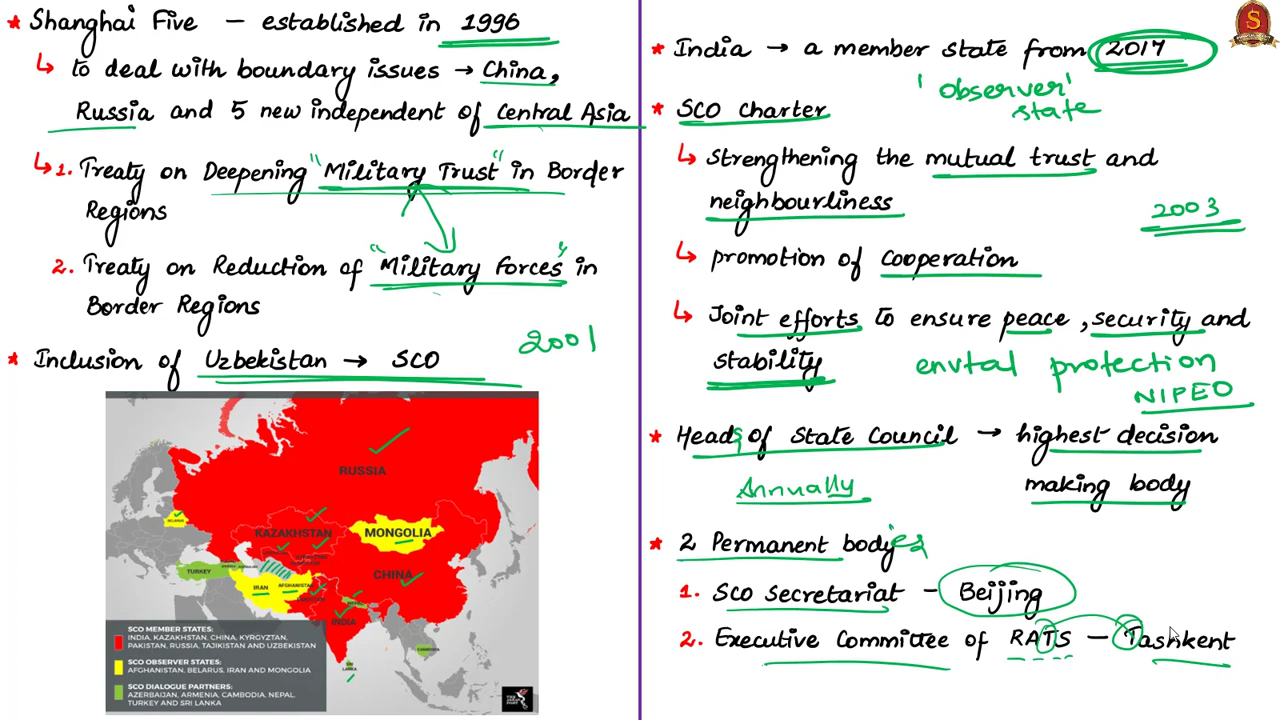 * Shanghai Five – established in 1996
↳ to deal with boundary issues → China,
Russia and 5 new independent of Central Asia
↳ 1. Treaty on Deepening "Military Trust" in Border
Regions
2. Treaty on Reduction of "Military Forces" in
Border Regions
* Inclusion of Uzbekistan → SCO
2001
RUSSIA
BELARUS
KAZAKHSTAN
MONGOLIA
TURKEY
CHINA
IRAN
AFGHANISTAN
INDIA
CAMBODIA
SRI
LANKA
SCO MEMBER STATES:
INDIA, KAZAKHSTAN, CHINA, KYRGYZTAN,
PAKISTAN, RUSSIA, TAJIKISTAN AND UZBEKISTAN
SCO OBSERVER STATES:
AFGHANISTAN, BELARUS, IRAN AND MONGOLIA
SCO DIALOGUE PARTNERS:
AZERBAIJAN, ARMENIA, CAMBODIA, NEPAL,
TURKEY AND SRI LANKA
* India → a member state from 2017
'observer'
state
* SCO charter
↳ Strengthening the mutual trust and
neighbourliness
2003
↳ promotion of cooperation
↳ Joint efforts to ensure peace, security and
stability
envtal protection
NIPEO
* Heads of State Council → highest decision
making body
Annually
* 2 Permanent bodies
1. SCO Secretariat – Beijing
2. Executive Committee of RATS – Tashkent
S